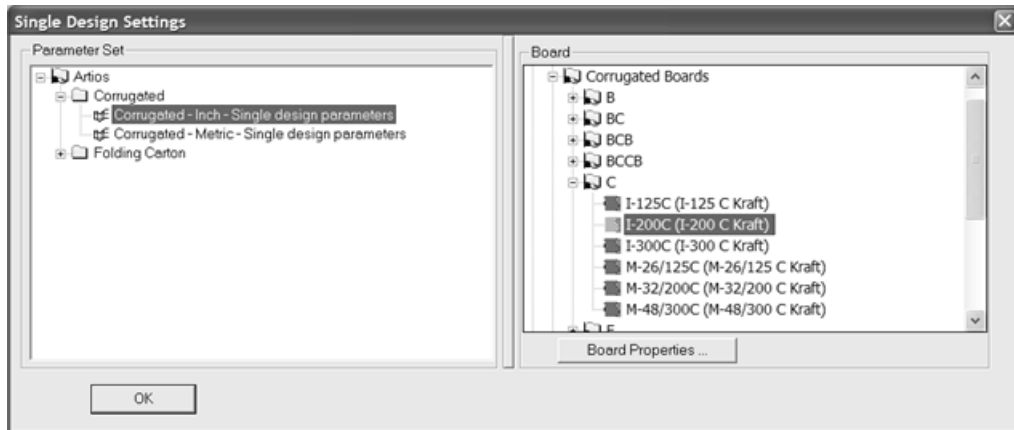 Single Design Settings
Parameter Set
Artios
Corrugated
Corrugated - Inch - Single design parameters
Corrugated - Metric - Single design parameters
Folding Carton
Board
Corrugated Boards
B
BC
BCB
BCCB
C
I-125C (I-125 C Kraft)
I-200C (I-200 C Kraft)
I-300C (I-300 C Kraft)
M-26/125C (M-26/125 C Kraft)
M-32/200C (M-32/200 C Kraft)
M-48/300C (M-48/300 C Kraft)
Board Properties ...
OK